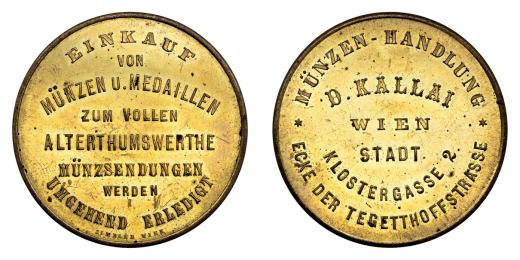 EINKAUF
VON
MÜNZEN U. MEDAILLEN
ZUM VOLLEN
ALTERTHUMSWERTHE
MÜNZSENDUNGEN
WERDEN
UMGEHEND ERLEDIGT
MÜNZEN-HANDLUNG
D. KALLAI
WIEN
STADT.
KLOSTERGASSE 2.
* ECKE DER TEGETTHOFFSTRASSE *